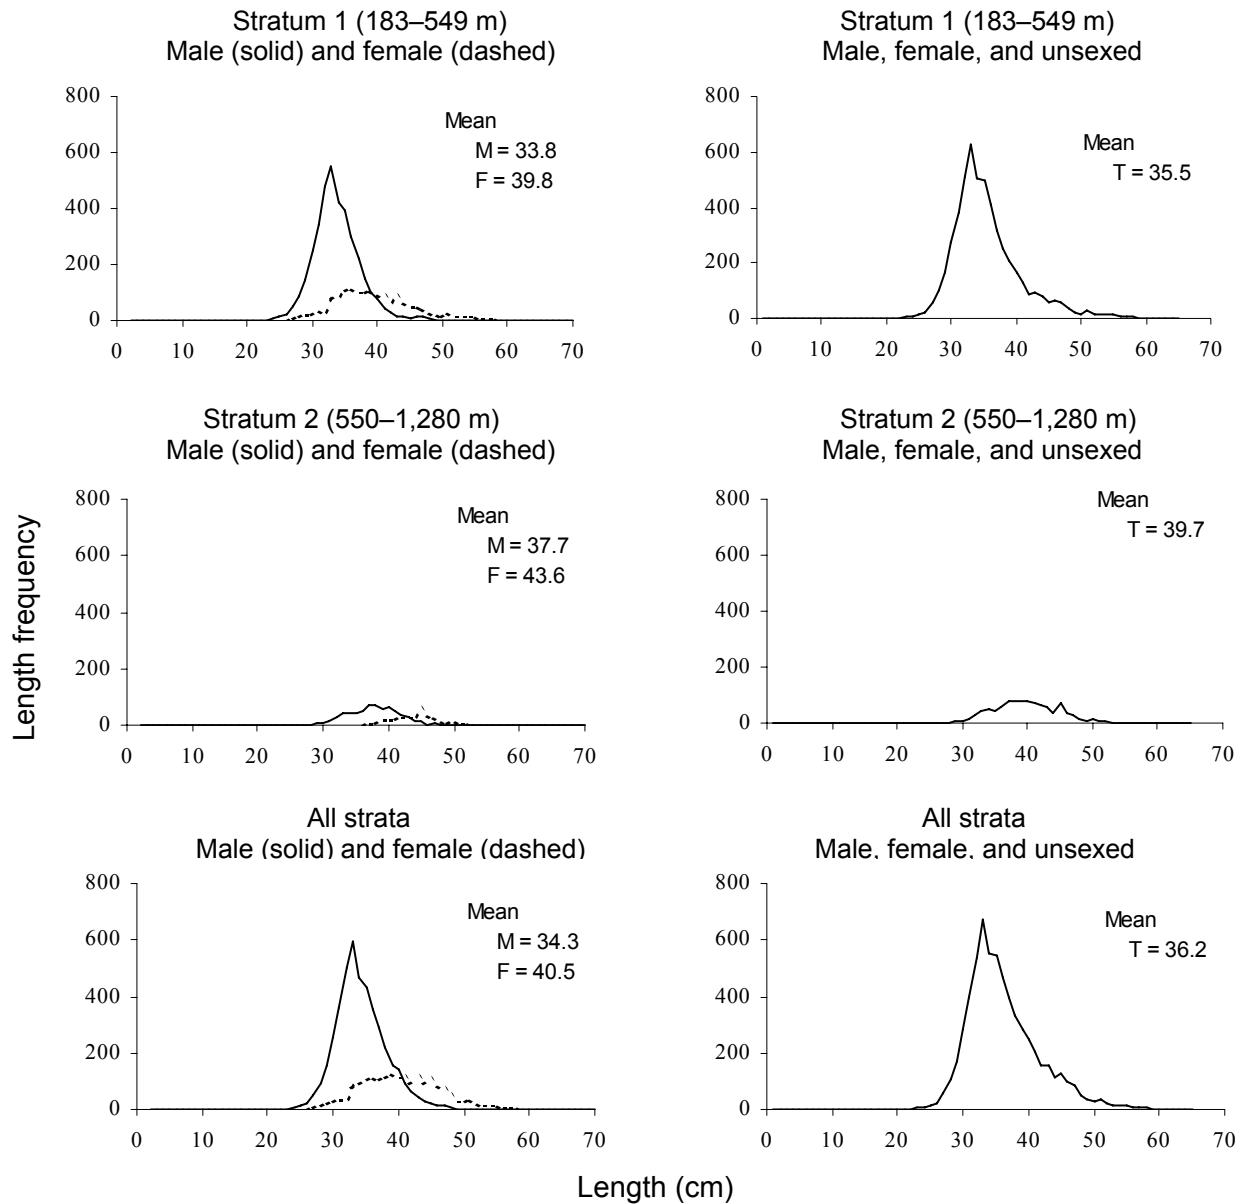 Stratum 1 (183–549 m)
Male (solid) and female (dashed)
800
600
400
200
0
0 10 20 30 40 50 60 70
Mean
M = 33.8
F = 39.8
Stratum 1 (183–549 m)
Male, female, and unsexed
800
600
400
200
0
0 10 20 30 40 50 60 70
Mean
T = 35.5
Stratum 2 (550–1,280 m)
Male (solid) and female (dashed)
800
600
400
200
0
0 10 20 30 40 50 60 70
Mean
M = 37.7
F = 43.6
Stratum 2 (550–1,280 m)
Male, female, and unsexed
800
600
400
200
0
0 10 20 30 40 50 60 70
Mean
T = 39.7
All strata
Male (solid) and female (dashed)
800
600
400
200
0
0 10 20 30 40 50 60 70
Mean
M = 34.3
F = 40.5
All strata
Male, female, and unsexed
800
600
400
200
0
0 10 20 30 40 50 60 70
Mean
T = 36.2
Length frequency
Length (cm)